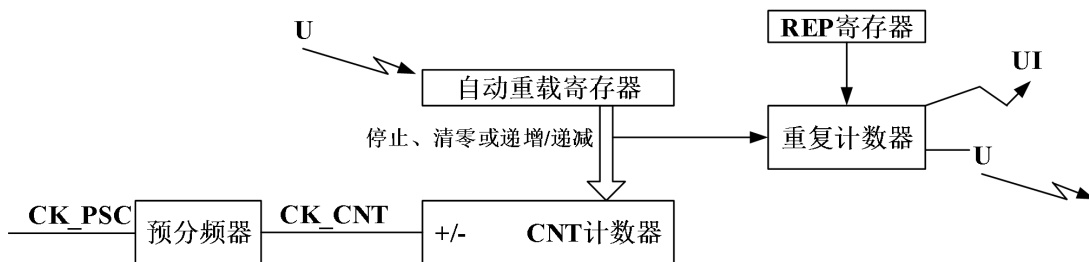 U
REP寄存器
UI
自动重载寄存器
停止、清零或递增/递减
重复计数器
U
CK_PSC
预分频器
CK_CNT
+/-
CNT计数器